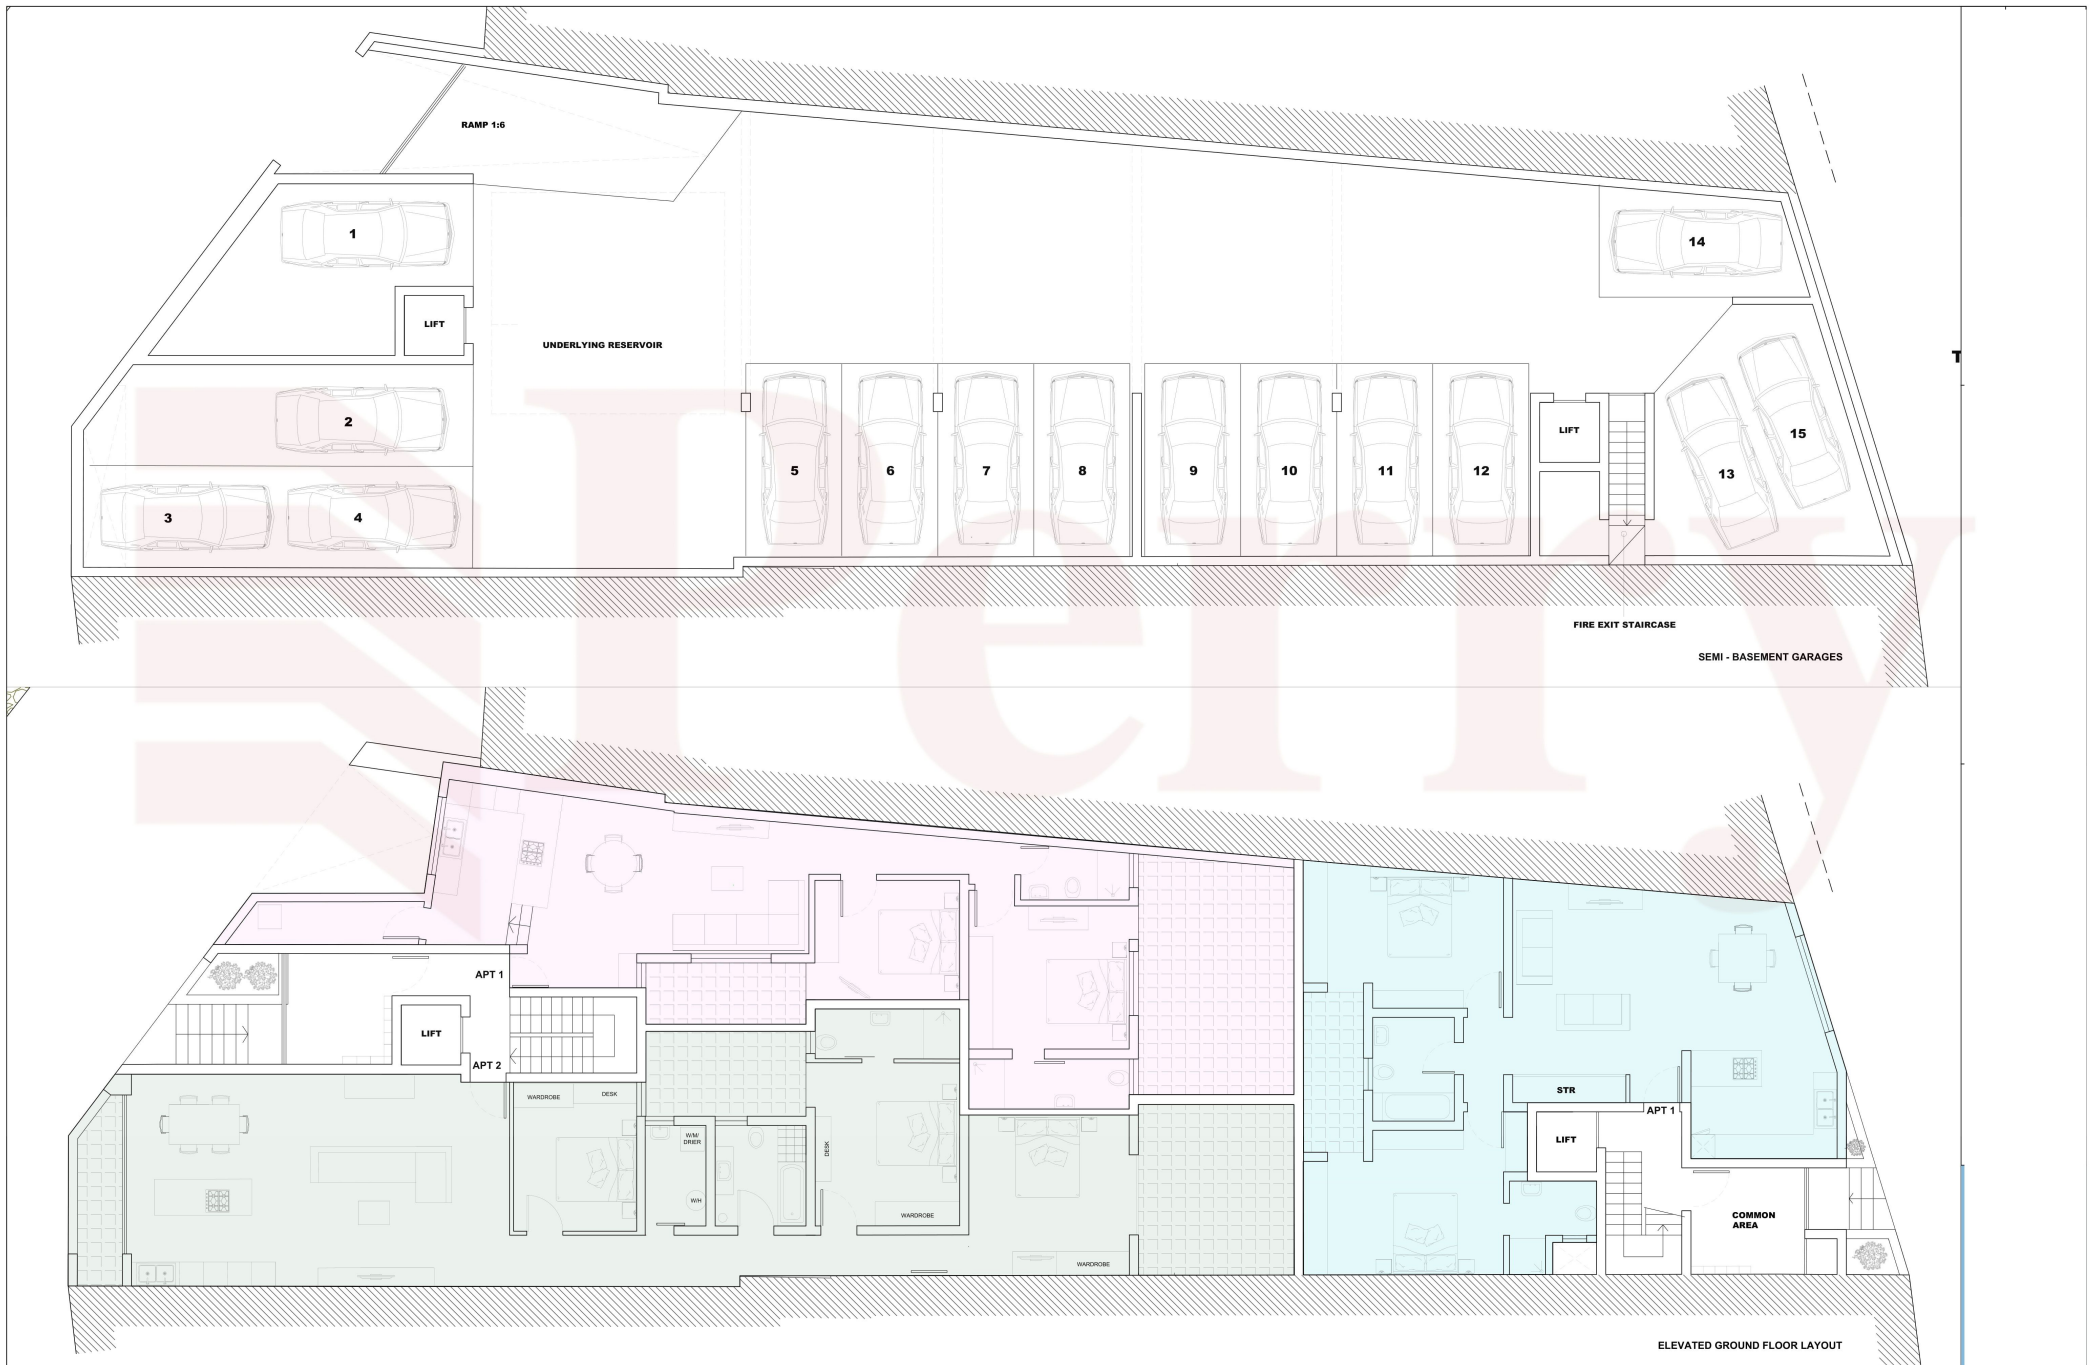 RAMP 1:6
1
14
LIFT
UNDERLYING RESERVOIR
T
2
LIFT
15
5
6
7
8
9
10
11
12
13
3
4
Perry
FIRE EXIT STAIRCASE
SEMI - BASEMENT GARAGES
APT 1
LIFT
APT 2
WARDROBE
DESK
STR
APT 1
W/M/
DRIER
DESK
LIFT
W/H
WARDROBE
COMMON
AREA
WARDROBE
ELEVATED GROUND FLOOR LAYOUT